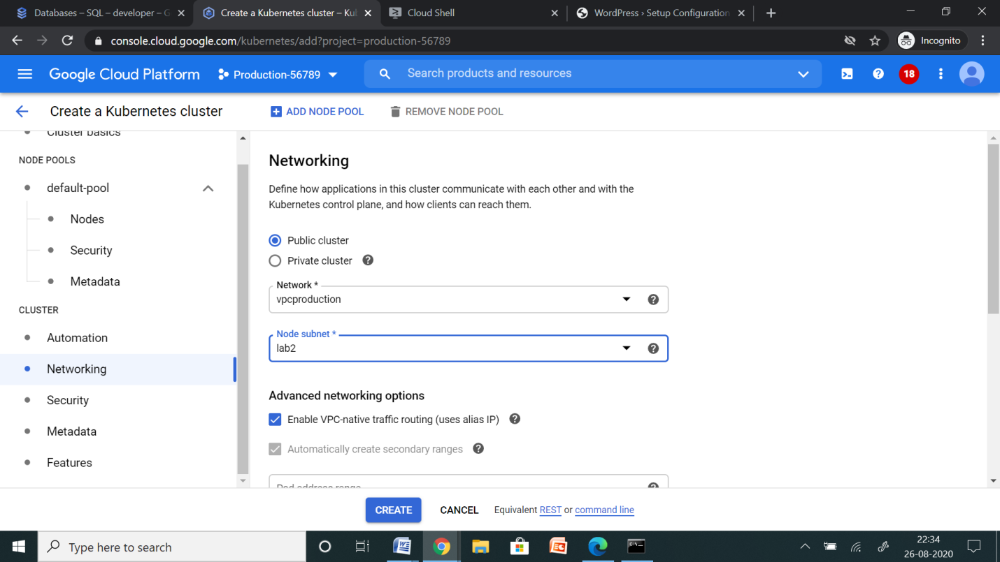 Databases – SQL – developer – G
Create a Kubernetes cluster – Kub
Cloud Shell
WordPress › Setup Configuration
console.cloud.google.com/kubernetes/add?project=production-56789
Incognito
Google Cloud Platform
Production-56789
Search products and resources
18
Create a Kubernetes cluster
ADD NODE POOL
REMOVE NODE POOL
Cluster basics
NODE POOLS
default-pool
Nodes
Security
Metadata
CLUSTER
Automation
Networking
Security
Metadata
Features
Networking
Define how applications in this cluster communicate with each other and with the
Kubernetes control plane, and how clients can reach them.
Public cluster
Private cluster
Network *
vpcproduction
Node subnet *
lab2
Advanced networking options
Enable VPC-native traffic routing (uses alias IP)
Automatically create secondary ranges
Pod address range
CREATE
CANCEL
Equivalent REST or command line
Type here to search
22:34
26-08-2020